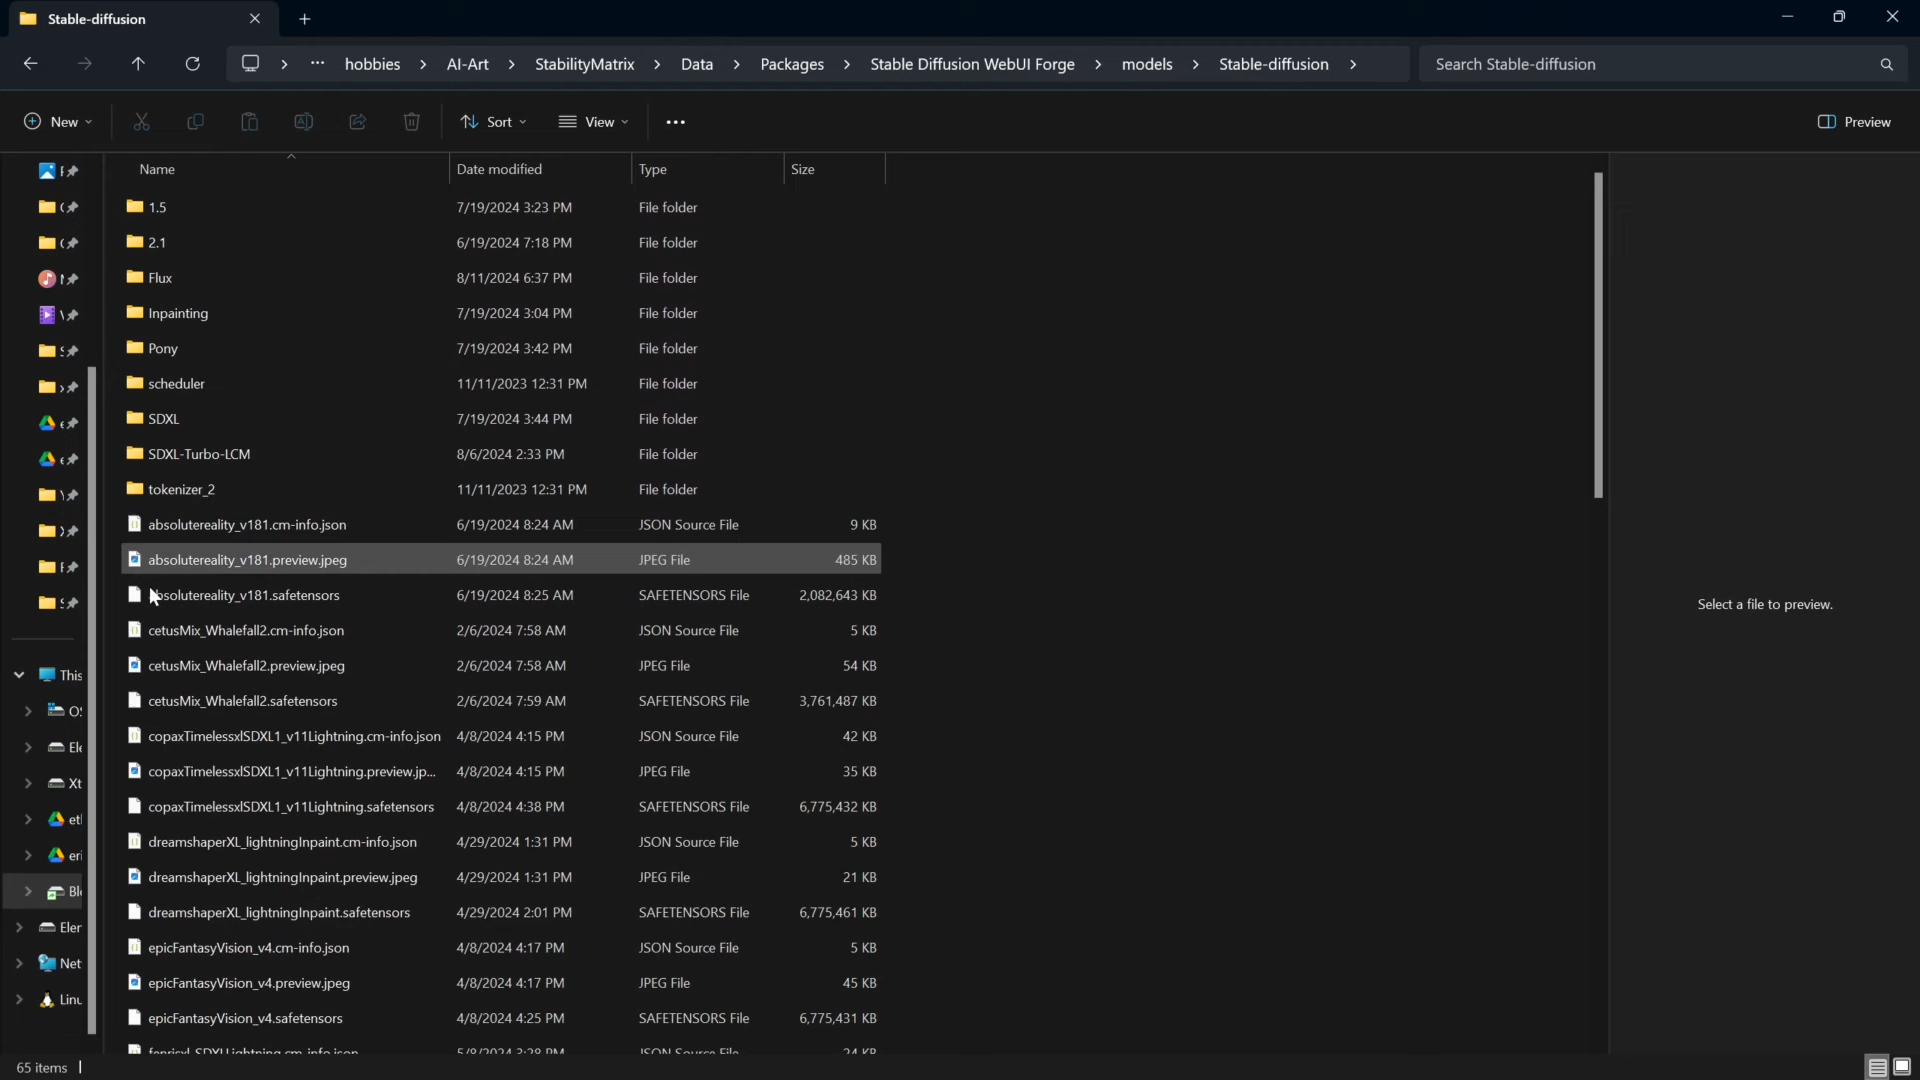 Stable-diffusion
hobbies > AI-Art > StabilityMatrix > Data > Packages > Stable Diffusion WebUI Forge > models > Stable-diffusion >
Search Stable-diffusion
New
Sort
View
Preview
Name Date modified Type Size
1.5 7/19/2024 3:23 PM File folder
2.1 6/19/2024 7:18 PM File folder
Flux 8/11/2024 6:37 PM File folder
Inpainting 7/19/2024 3:04 PM File folder
Pony 7/19/2024 3:42 PM File folder
scheduler 11/11/2023 12:31 PM File folder
SDXL 7/19/2024 3:44 PM File folder
SDXL-Turbo-LCM 8/6/2024 2:33 PM File folder
tokenizer_2 11/11/2023 12:31 PM File folder
absolutereality_v181.cm-info.json 6/19/2024 8:24 AM JSON Source File 9 KB
absolutereality_v181.preview.jpeg 6/19/2024 8:24 AM JPEG File 485 KB
absolutereality_v181.safetensors 6/19/2024 8:25 AM SAFETENSORS File 2,082,643 KB
cetusMix_Whalefall2.cm-info.json 2/6/2024 7:58 AM JSON Source File 5 KB
cetusMix_Whalefall2.preview.jpeg 2/6/2024 7:58 AM JPEG File 54 KB
cetusMix_Whalefall2.safetensors 2/6/2024 7:59 AM SAFETENSORS File 3,761,487 KB
copaxTimelessxlSDXL1_v11Lightning.cm-info.json 4/8/2024 4:15 PM JSON Source File 42 KB
copaxTimelessxlSDXL1_v11Lightning.preview.jp... 4/8/2024 4:15 PM JPEG File 35 KB
copaxTimelessxlSDXL1_v11Lightning.safetensors 4/8/2024 4:38 PM SAFETENSORS File 6,775,432 KB
dreamshaperXL_lightningInpaint.cm-info.json 4/29/2024 1:31 PM JSON Source File 5 KB
dreamshaperXL_lightningInpaint.preview.jpeg 4/29/2024 1:31 PM JPEG File 21 KB
dreamshaperXL_lightningInpaint.safetensors 4/29/2024 2:01 PM SAFETENSORS File 6,775,461 KB
epicFantasyVision_v4.cm-info.json 4/8/2024 4:17 PM JSON Source File 5 KB
epicFantasyVision_v4.preview.jpeg 4/8/2024 4:17 PM JPEG File 45 KB
epicFantasyVision_v4.safetensors 4/8/2024 4:25 PM SAFETENSORS File 6,775,431 KB
This
Ele
Xt
et
eri
Bl
Eler
Net
Linu
Select a file to preview.
65 items